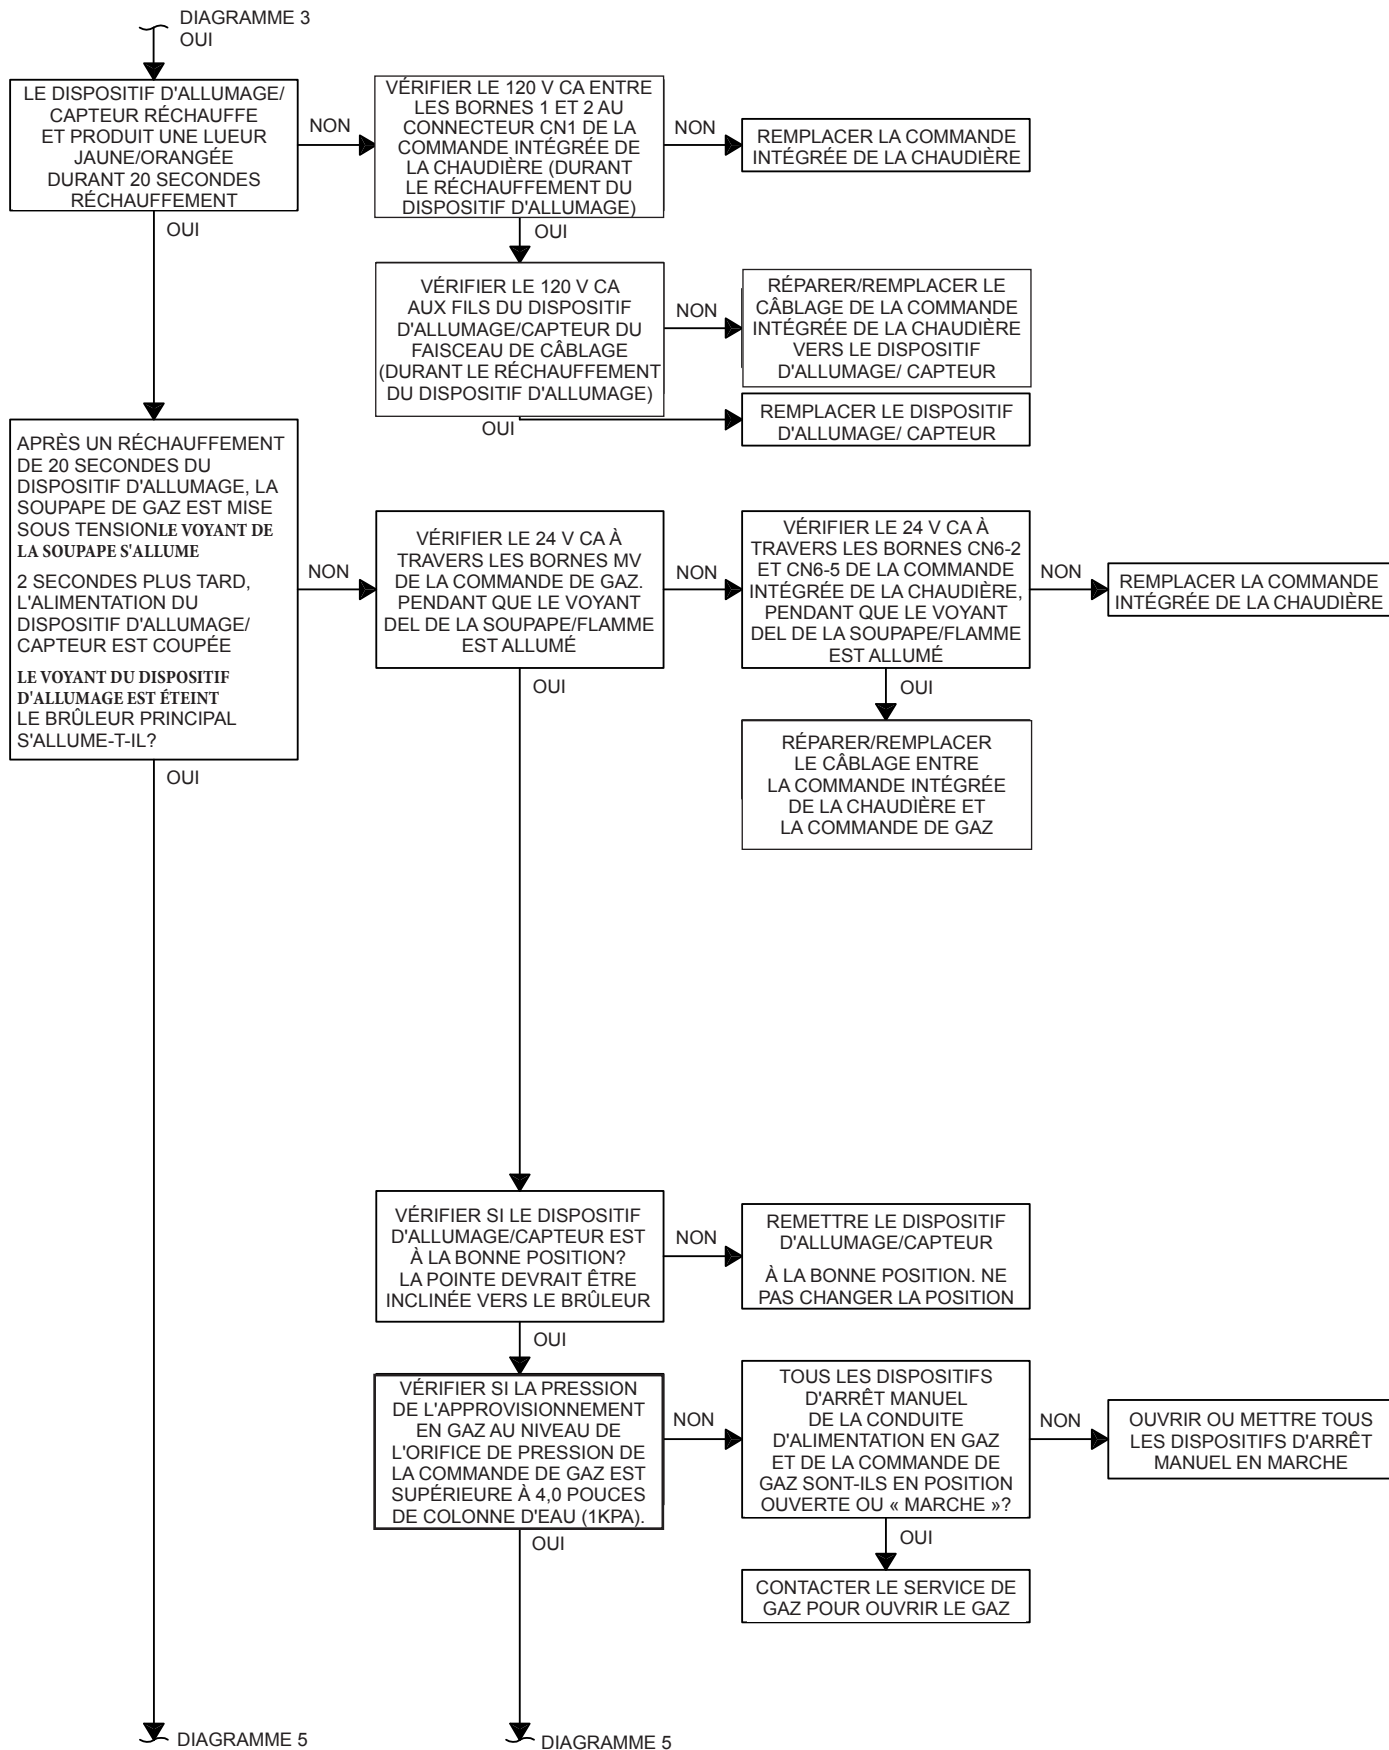 DIAGRAMME 3
OUI
LE DISPOSITIF D'ALLUMAGE/
CAPTEUR RÉCHAUFFE
ET PRODUIT UNE LUEUR
JAUNE/ORANGÉE
DURANT 20 SECONDES
RÉCHAUFFEMENT
NON
VÉRIFIER LE 120 V CA ENTRE
LES BORNES 1 ET 2 AU
CONNECTEUR CN1 DE LA
COMMANDE INTÉGRÉE DE
LA CHAUDIÈRE (DURANT
LE RÉCHAUFFEMENT DU
DISPOSITIF D'ALLUMAGE)
NON
REMPLACER LA COMMANDE
INTÉGRÉE DE LA CHAUDIÈRE
OUI
OUI
VÉRIFIER LE 120 V CA
AUX FILS DU DISPOSITIF
D'ALLUMAGE/CAPTEUR DU
FAISCEAU DE CÂBLAGE
(DURANT LE RÉCHAUFFEMENT
DU DISPOSITIF D'ALLUMAGE)
NON
RÉPARER/REMPLACER LE
CÂBLAGE DE LA COMMANDE
INTÉGRÉE DE LA CHAUDIÈRE
VERS LE DISPOSITIF
D'ALLUMAGE/ CAPTEUR
OUI
REMPLACER LE DISPOSITIF
D'ALLUMAGE/ CAPTEUR
APRÈS UN RÉCHAUFFEMENT
DE 20 SECONDES DU
DISPOSITIF D'ALLUMAGE, LA
SOUPAPE DE GAZ EST MISE
SOUS TENSIONLE VOYANT DE
LA SOUPAPE S'ALLUME
2 SECONDES PLUS TARD,
L'ALIMENTATION DU
DISPOSITIF D'ALLUMAGE/
CAPTEUR EST COUPÉE
LE VOYANT DU DISPOSITIF
D'ALLUMAGE EST ÉTEINT
LE BRÛLEUR PRINCIPAL
S'ALLUME-T-IL?
NON
VÉRIFIER LE 24 V CA À
TRAVERS LES BORNES MV
DE LA COMMANDE DE GAZ.
PENDANT QUE LE VOYANT
DEL DE LA SOUPAPE/FLAMME
EST ALLUMÉ
NON
VÉRIFIER LE 24 V CA À
TRAVERS LES BORNES CN6-2
ET CN6-5 DE LA COMMANDE
INTÉGRÉE DE LA CHAUDIÈRE,
PENDANT QUE LE VOYANT
DEL DE LA SOUPAPE/FLAMME
EST ALLUMÉ
NON
REMPLACER LA COMMANDE
INTÉGRÉE DE LA CHAUDIÈRE
OUI
OUI
OUI
RÉPARER/REMPLACER
LE CÂBLAGE ENTRE
LA COMMANDE INTÉGRÉE
DE LA CHAUDIÈRE ET
LA COMMANDE DE GAZ
VÉRIFIER SI LE DISPOSITIF
D'ALLUMAGE/CAPTEUR EST
À LA BONNE POSITION?
LA POINTE DEVRAIT ÊTRE
INCLINÉE VERS LE BRÛLEUR
NON
REMETTRE LE DISPOSITIF
D'ALLUMAGE/CAPTEUR
À LA BONNE POSITION. NE
PAS CHANGER LA POSITION
OUI
VÉRIFIER SI LA PRESSION
DE L'APPROVISIONNEMENT
EN GAZ AU NIVEAU DE
L'ORIFICE DE PRESSION DE
LA COMMANDE DE GAZ EST
SUPÉRIEURE À 4,0 POUCES
DE COLONNE D'EAU (1KPA).
NON
TOUS LES DISPOSITIFS
D'ARRÊT MANUEL
DE LA CONDUITE
D'ALIMENTATION EN GAZ
ET DE LA COMMANDE DE
GAZ SONT-ILS EN POSITION
OUVERTE OU « MARCHE »?
NON
OUVRIR OU METTRE TOUS
LES DISPOSITIFS D'ARRÊT
MANUEL EN MARCHE
OUI
OUI
CONTACTER LE SERVICE DE
GAZ POUR OUVRIR LE GAZ
DIAGRAMME 5
DIAGRAMME 5